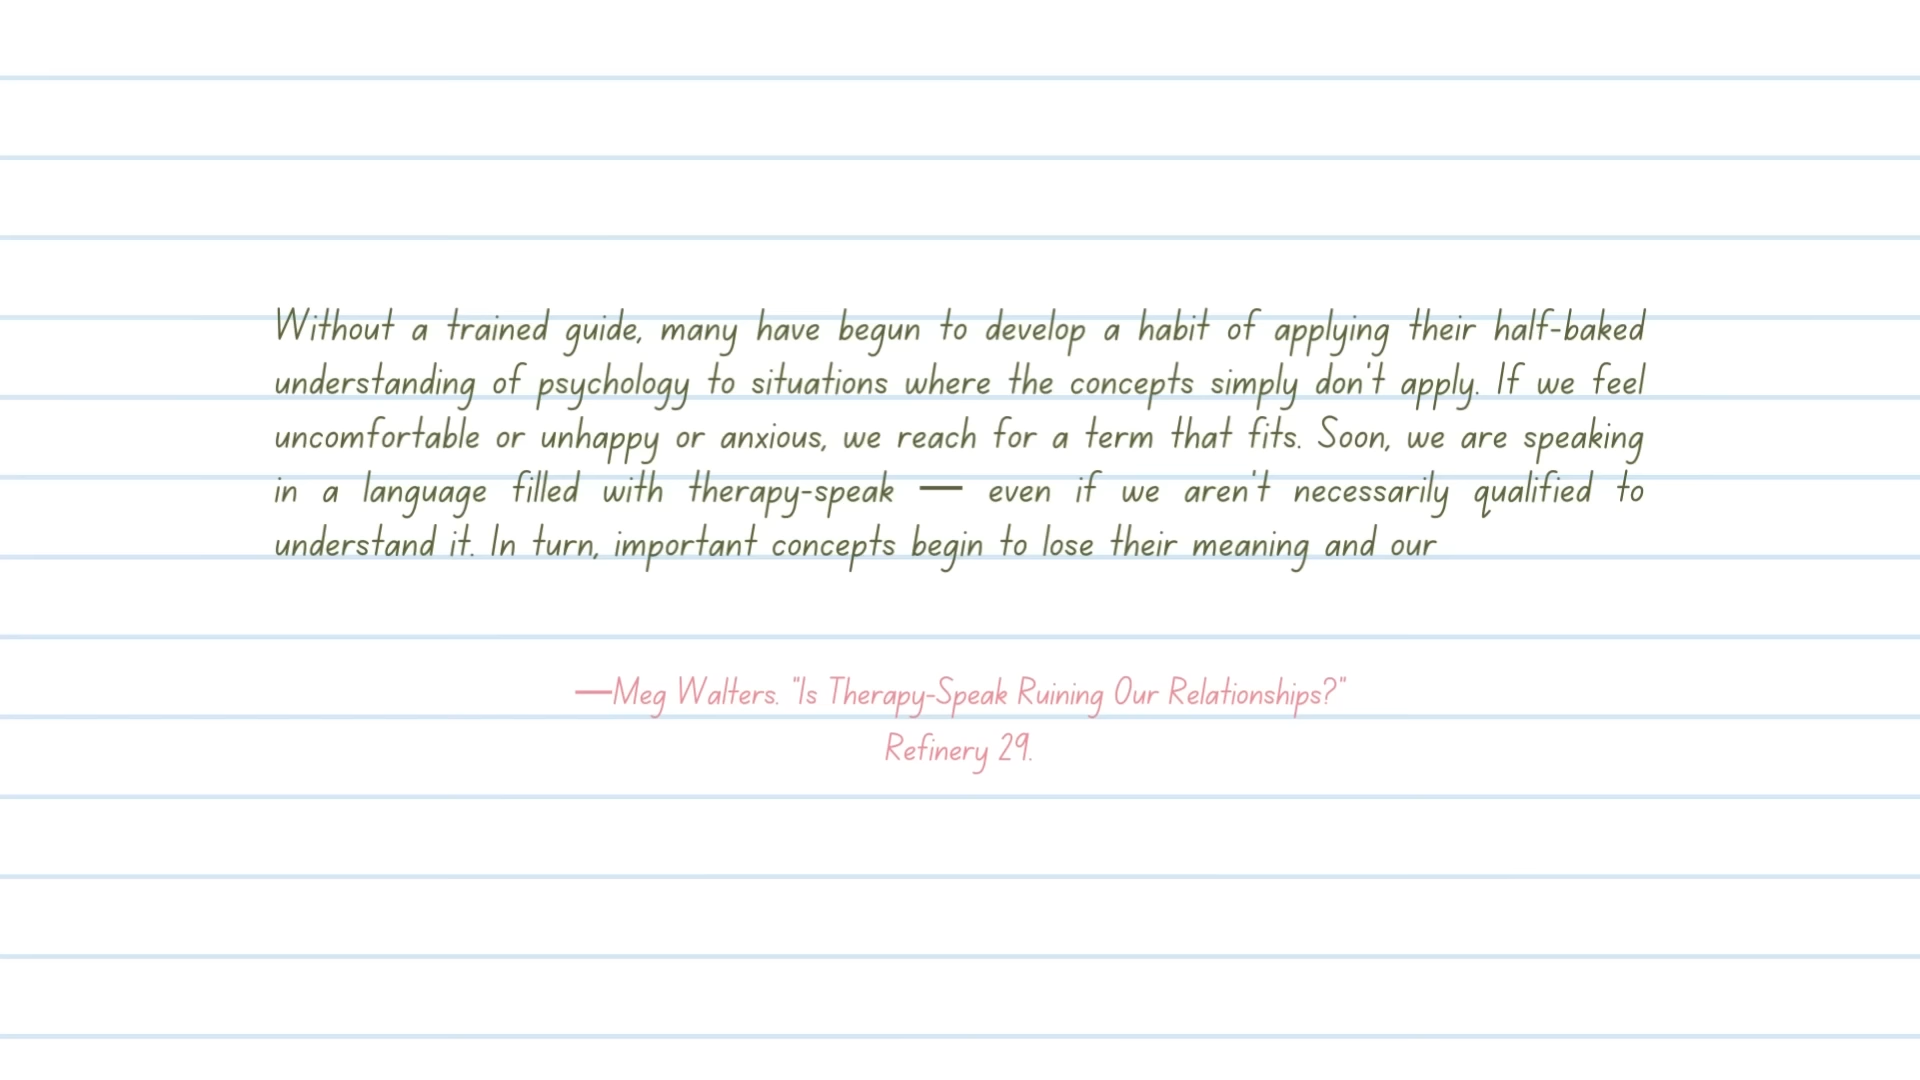 Without a trained guide, many have begun to develop a habit of applying their half-baked
understanding of psychology to situations where the concepts simply don't apply. If we feel
uncomfortable or unhappy or anxious, we reach for a term that fits. Soon, we are speaking
in a language filled with therapy-speak — even if we aren't necessarily qualified to
understand it. In turn, important concepts begin to lose their meaning and our
—Meg Walters. "Is Therapy-Speak Ruining Our Relationships?"
Refinery 29.